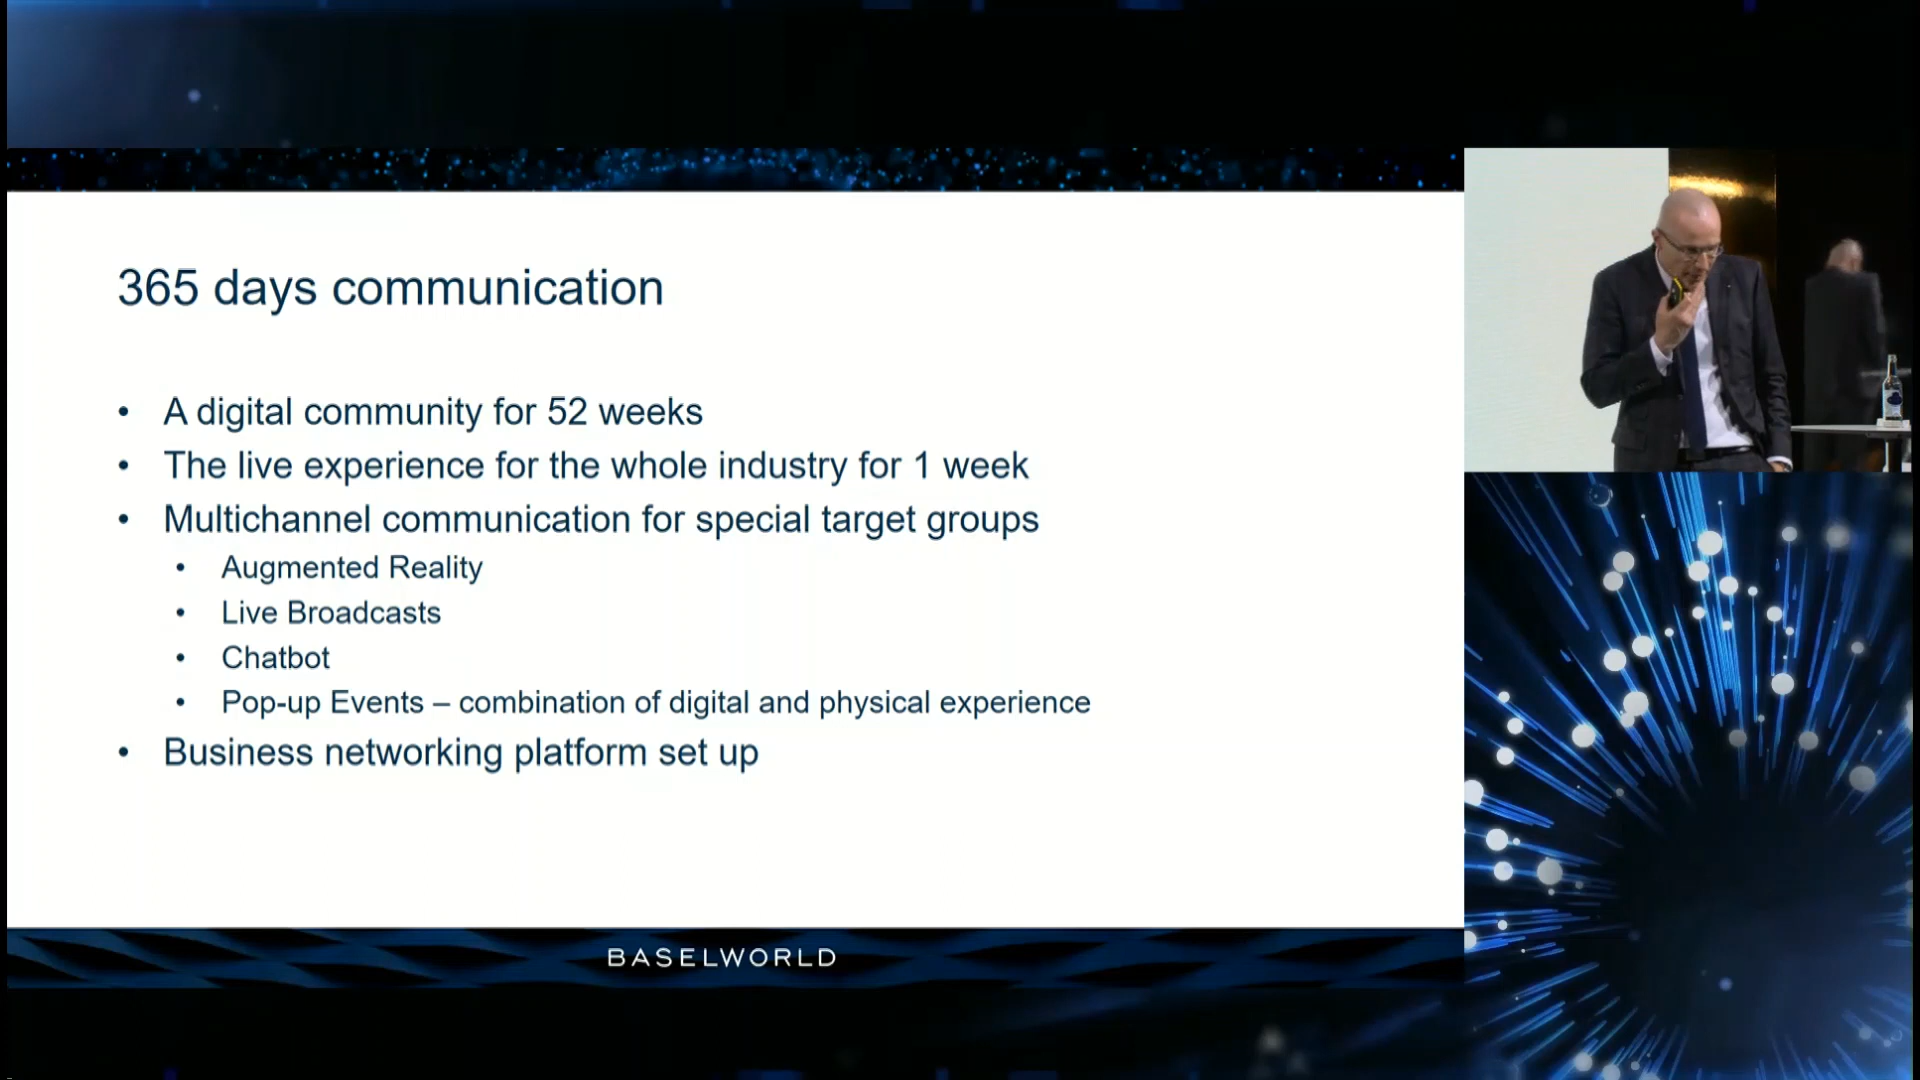 365 days communication
• A digital community for 52 weeks
• The live experience for the whole industry for 1 week
• Multichannel communication for special target groups
• Augmented Reality
• Live Broadcasts
• Chatbot
• Pop-up Events – combination of digital and physical experience
• Business networking platform set up
BASELWORLD